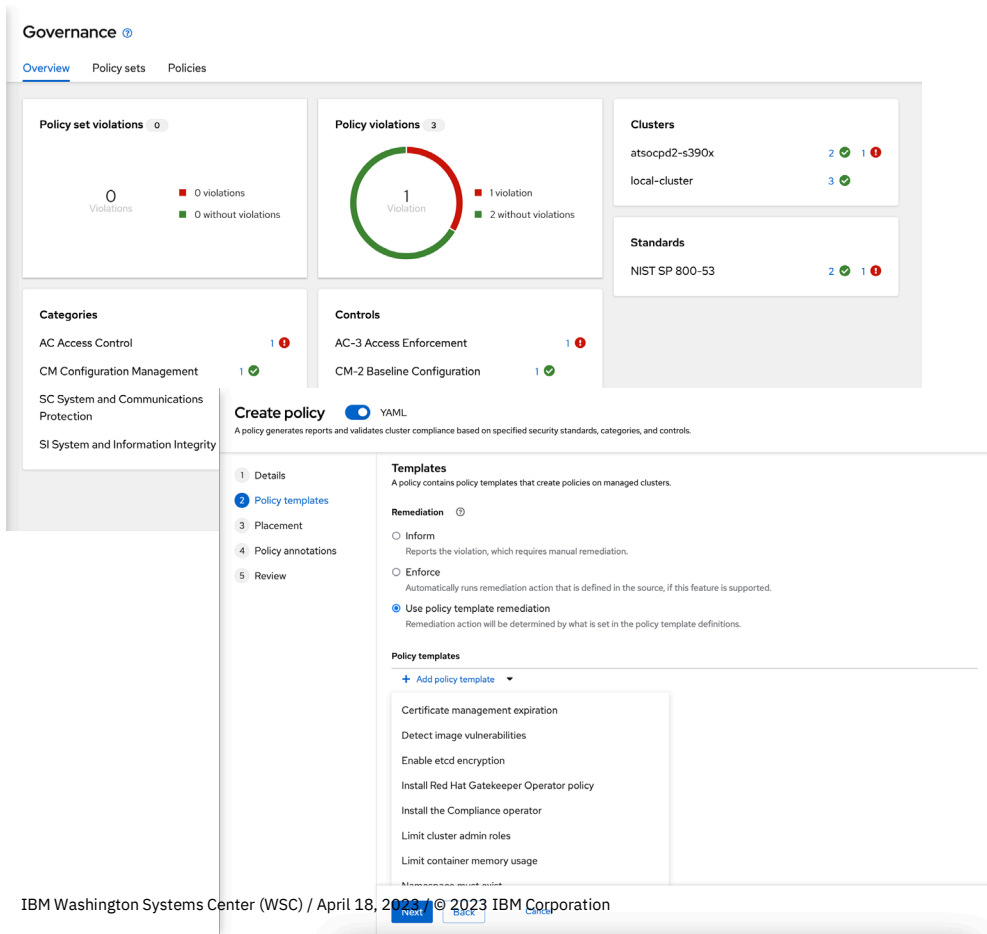 Governance
Overview Policy sets Policies
Policy set violations 0
0
Violations
0 violations
0 without violations
Policy violations 3
1
Violation
1 violation
2 without violations
Clusters
atsocpd2-s390x 2 1
local-cluster 3
Standards
NIST SP 800-53 2 1
Categories
AC Access Control 1
CM Configuration Management 1
SC System and Communications
Protection
SI System and Information Integrity
Controls
AC-3 Access Enforcement 1
CM-2 Baseline Configuration 1
Create policy YAML
A policy generates reports and validates cluster compliance based on specified security standards, categories, and controls.
1 Details
2 Policy templates
3 Placement
4 Policy annotations
5 Review
Templates
A policy contains policy templates that create policies on managed clusters.
Remediation
Inform
Reports the violation, which requires manual remediation.
Enforce
Automatically runs remediation action that is defined in the source, if this feature is supported.
Use policy template remediation
Remediation action will be determined by what is set in the policy template definitions.
Policy templates
+ Add policy template
Certificate management expiration
Detect image vulnerabilities
Enable etcd encryption
Install Red Hat Gatekeeper Operator policy
Install the Compliance operator
Limit cluster admin roles
Limit container memory usage
Namespace must exist
IBM Washington Systems Center (WSC) / April 18, 2023 / © 2023 IBM Corporation
Next Back Cancel